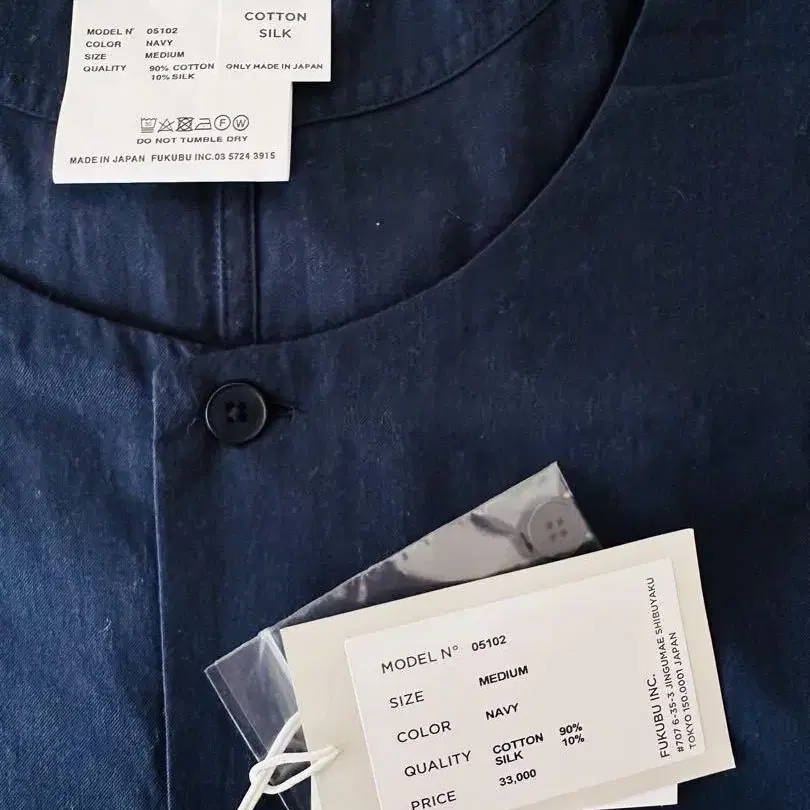 COTTON
SILK
MODEL Nº 05102
COLOR NAVY
SIZE MEDIUM
QUALITY 90% COTTON
10% SILK
ONLY MADE IN JAPAN
DO NOT TUMBLE DRY
MADE IN JAPAN FUKUBU INC.03 5724 3915
MODEL Nº 05102
SIZE MEDIUM
COLOR NAVY
QUALITY COTTON 90%
SILK 10%
PRICE 33,000
FUKUBU INC.
#707 6-35-3 JINGUMAE SHIBUYAKU
TOKYO 150.0001 JAPAN